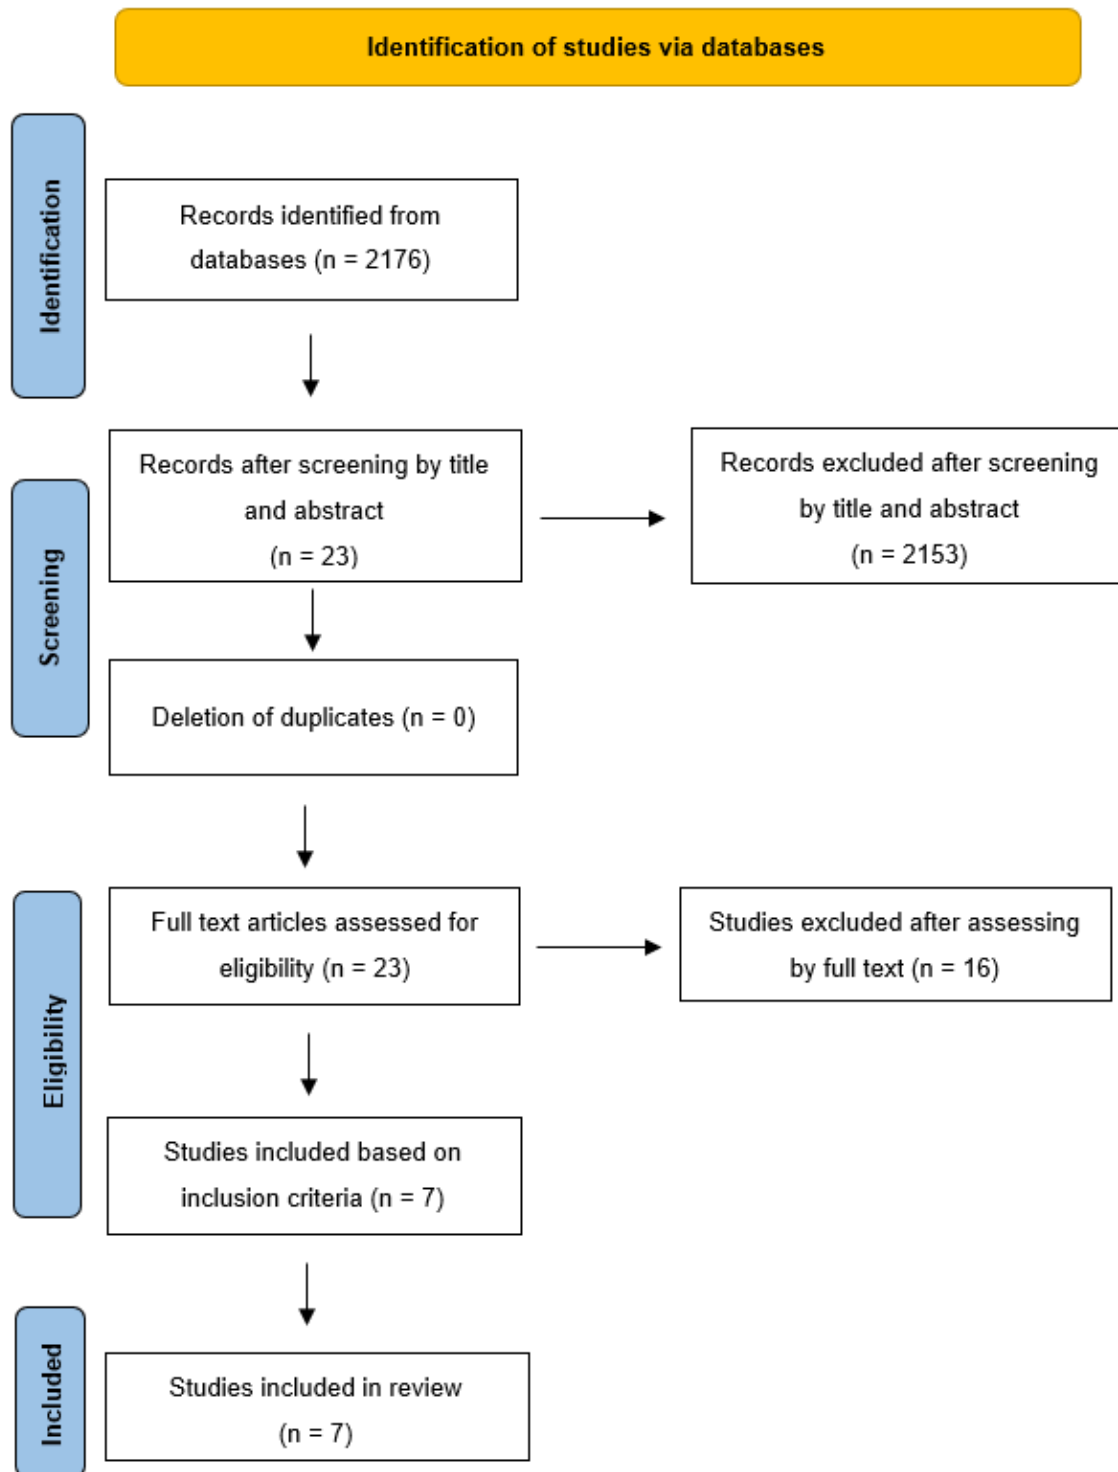 Identification of studies via databases
Identification
Records identified from
databases (n = 2176)
Screening
Records after screening by title
and abstract
(n = 23)
Records excluded after screening
by title and abstract
(n = 2153)
Deletion of duplicates (n = 0)
Eligibility
Full text articles assessed for
eligibility (n = 23)
Studies excluded after assessing
by full text (n = 16)
Studies included based on
inclusion criteria (n = 7)
Included
Studies included in review
(n = 7)